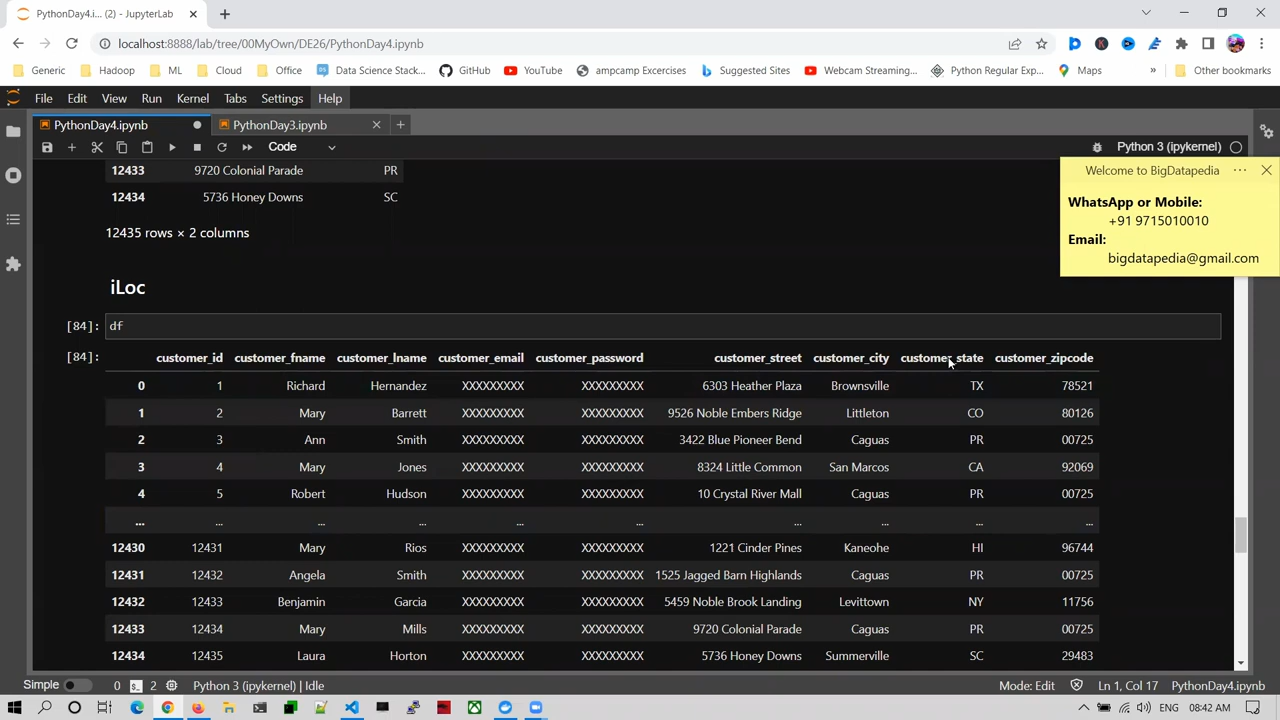 PythonDay4.i... (2) - JupyterLab
localhost:8888/lab/tree/00MyOwn/DE26/PythonDay4.ipynb
Generic Hadoop ML Cloud Office Data Science Stack... GitHub YouTube ampcamp Excercises Suggested Sites Webcam Streaming... Python Regular Exp... Maps » Other bookmarks
File Edit View Run Kernel Tabs Settings Help
PythonDay4.ipynb PythonDay3.ipynb
Code Python 3 (ipykernel)
12433 9720 Colonial Parade PR
12434 5736 Honey Downs SC
12435 rows × 2 columns
Welcome to BigDatapedia
WhatsApp or Mobile:
+91 9715010010
Email:
bigdatapedia@gmail.com
iLoc
[84]: df
[84]: customer_id customer_fname customer_lname customer_email customer_password customer_street customer_city customer_state customer_zipcode
0 1 Richard Hernandez XXXXXXXXX XXXXXXXXX 6303 Heather Plaza Brownsville TX 78521
1 2 Mary Barrett XXXXXXXXX XXXXXXXXX 9526 Noble Embers Ridge Littleton CO 80126
2 3 Ann Smith XXXXXXXXX XXXXXXXXX 3422 Blue Pioneer Bend Caguas PR 00725
3 4 Mary Jones XXXXXXXXX XXXXXXXXX 8324 Little Common San Marcos CA 92069
4 5 Robert Hudson XXXXXXXXX XXXXXXXXX 10 Crystal River Mall Caguas PR 00725
... ... ... ... ... ... ... ... ... ...
12430 12431 Mary Rios XXXXXXXXX XXXXXXXXX 1221 Cinder Pines Kaneohe HI 96744
12431 12432 Angela Smith XXXXXXXXX XXXXXXXXX 1525 Jagged Barn Highlands Caguas PR 00725
12432 12433 Benjamin Garcia XXXXXXXXX XXXXXXXXX 5459 Noble Brook Landing Levittown NY 11756
12433 12434 Mary Mills XXXXXXXXX XXXXXXXXX 9720 Colonial Parade Caguas PR 00725
12434 12435 Laura Horton XXXXXXXXX XXXXXXXXX 5736 Honey Downs Summerville SC 29483
Simple 0 2 Python 3 (ipykernel) | Idle Mode: Edit Ln 1, Col 17 PythonDay4.ipynb
ENG 08:42 AM